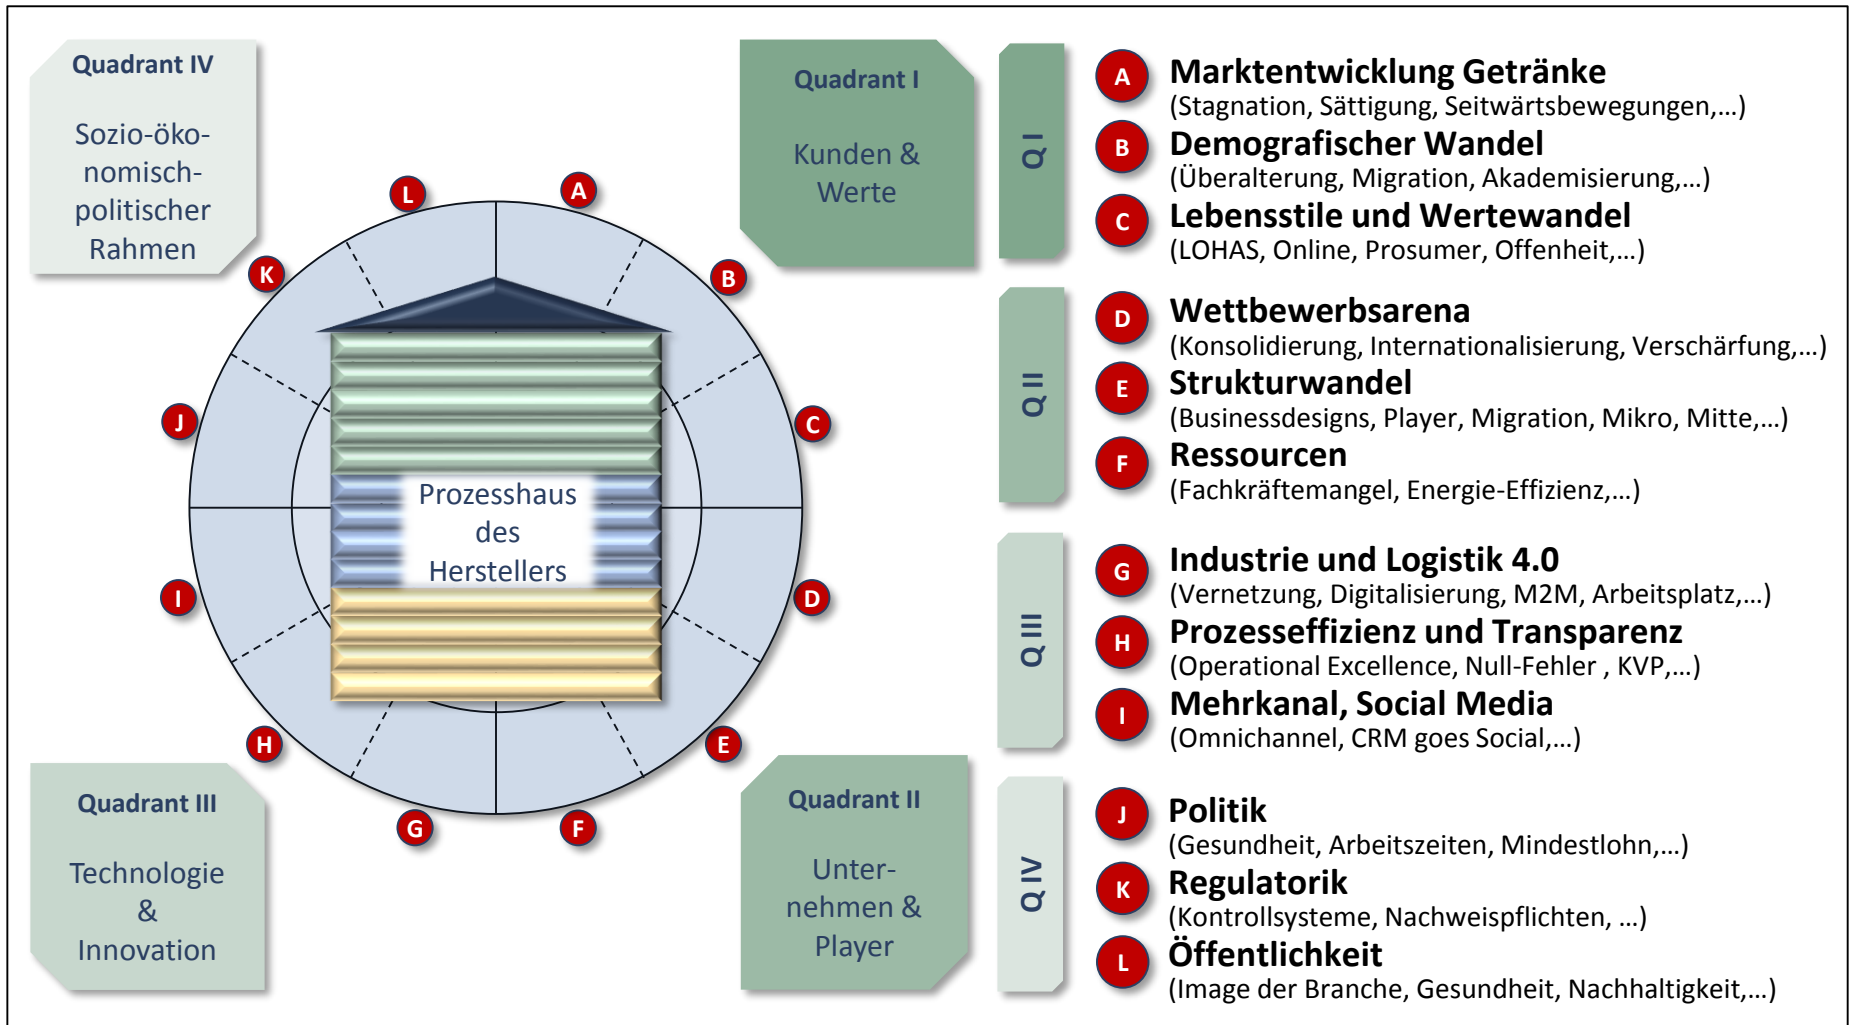 Quadrant IV
Sozio-öko-
nomisch-
politischer
Rahmen
Quadrant I
Kunden &
Werte
L
A
K
B
J
C
I
D
H
E
G
F
Prozesshaus
des
Herstellers
Quadrant III
Technologie
&
Innovation
Quadrant II
Unter-
nehmen &
Player
Q I
A
Marktentwicklung Getränke
(Stagnation, Sättigung, Seitwärtsbewegungen,...)
B
Demografischer Wandel
(Überalterung, Migration, Akademisierung,...)
C
Lebensstile und Wertewandel
(LOHAS, Online, Prosumer, Offenheit,...)
Q II
D
Wettbewerbsarena
(Konsolidierung, Internationalisierung, Verschärfung,...)
E
Strukturwandel
(Businessdesigns, Player, Migration, Mikro, Mitte,...)
F
Ressourcen
(Fachkräftemangel, Energie-Effizienz,...)
Q III
G
Industrie und Logistik 4.0
(Vernetzung, Digitalisierung, M2M, Arbeitsplatz,...)
H
Prozesseffizienz und Transparenz
(Operational Excellence, Null-Fehler , KVP,...)
I
Mehrkanal, Social Media
(Omnichannel, CRM goes Social,...)
Q IV
J
Politik
(Gesundheit, Arbeitszeiten, Mindestlohn,...)
K
Regulatorik
(Kontrollsysteme, Nachweispflichten, ...)
L
Öffentlichkeit
(Image der Branche, Gesundheit, Nachhaltigkeit,...)